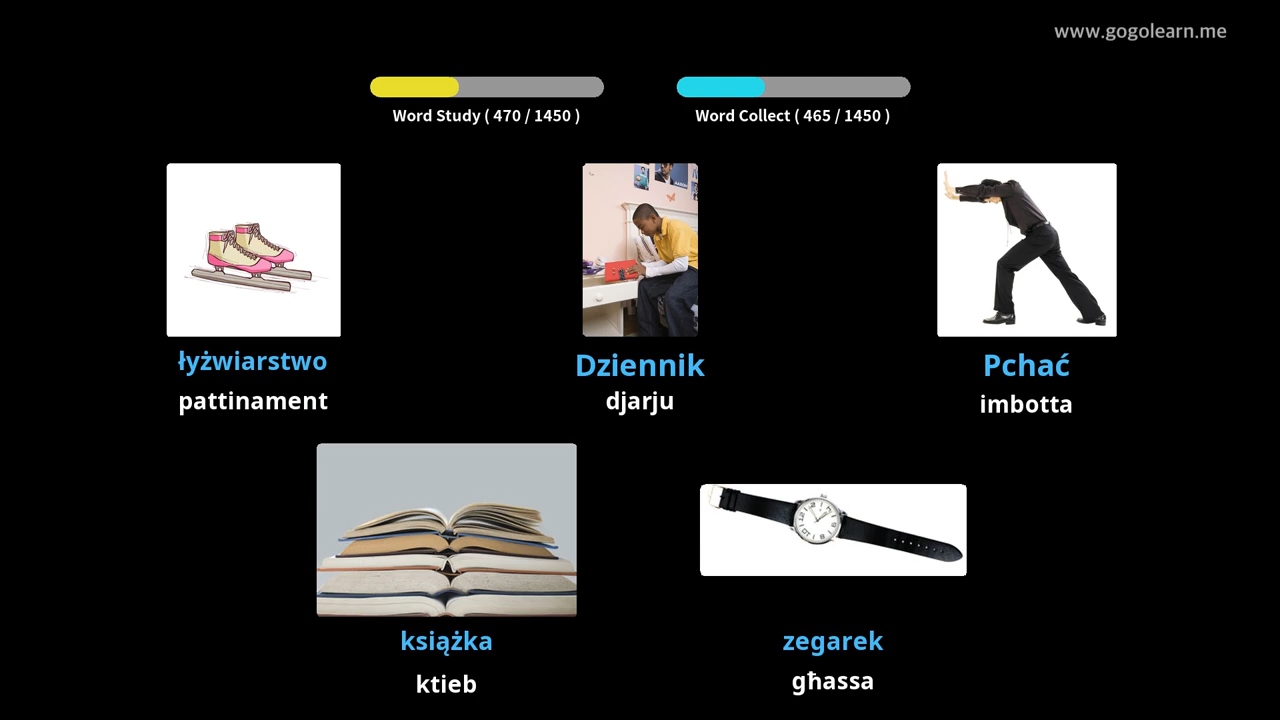 www.gogolearn.me
Word Study ( 470 / 1450 )
Word Collect ( 465 / 1450 )
łyżwiarstwo
pattinament
Dziennik
djarju
Pchać
imbotta
książka
ktieb
zegarek
għassa